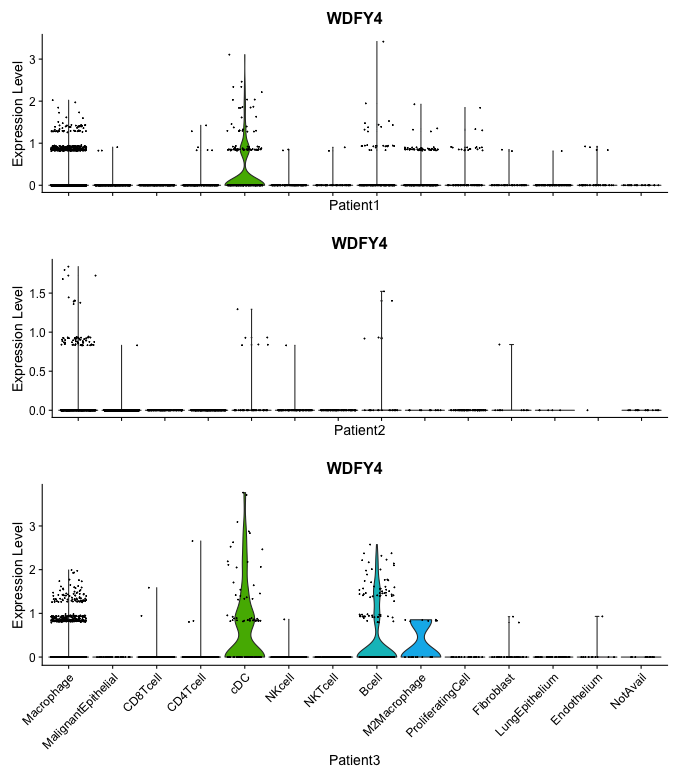 WDFY4
Expression Level
3
2
1
0
Patient1
WDFY4
Expression Level
1.5
1.0
0.5
0.0
Patient2
WDFY4
Expression Level
3
2
1
0
Macrophage
MalignantEpithelial
CD8Tcell
CD4Tcell
cDC
NKcell
NKTcell
Bcell
M2Macrophage
ProliferatingCell
Fibroblast
LungEpithelium
Endothelium
NotAvail
Patient3